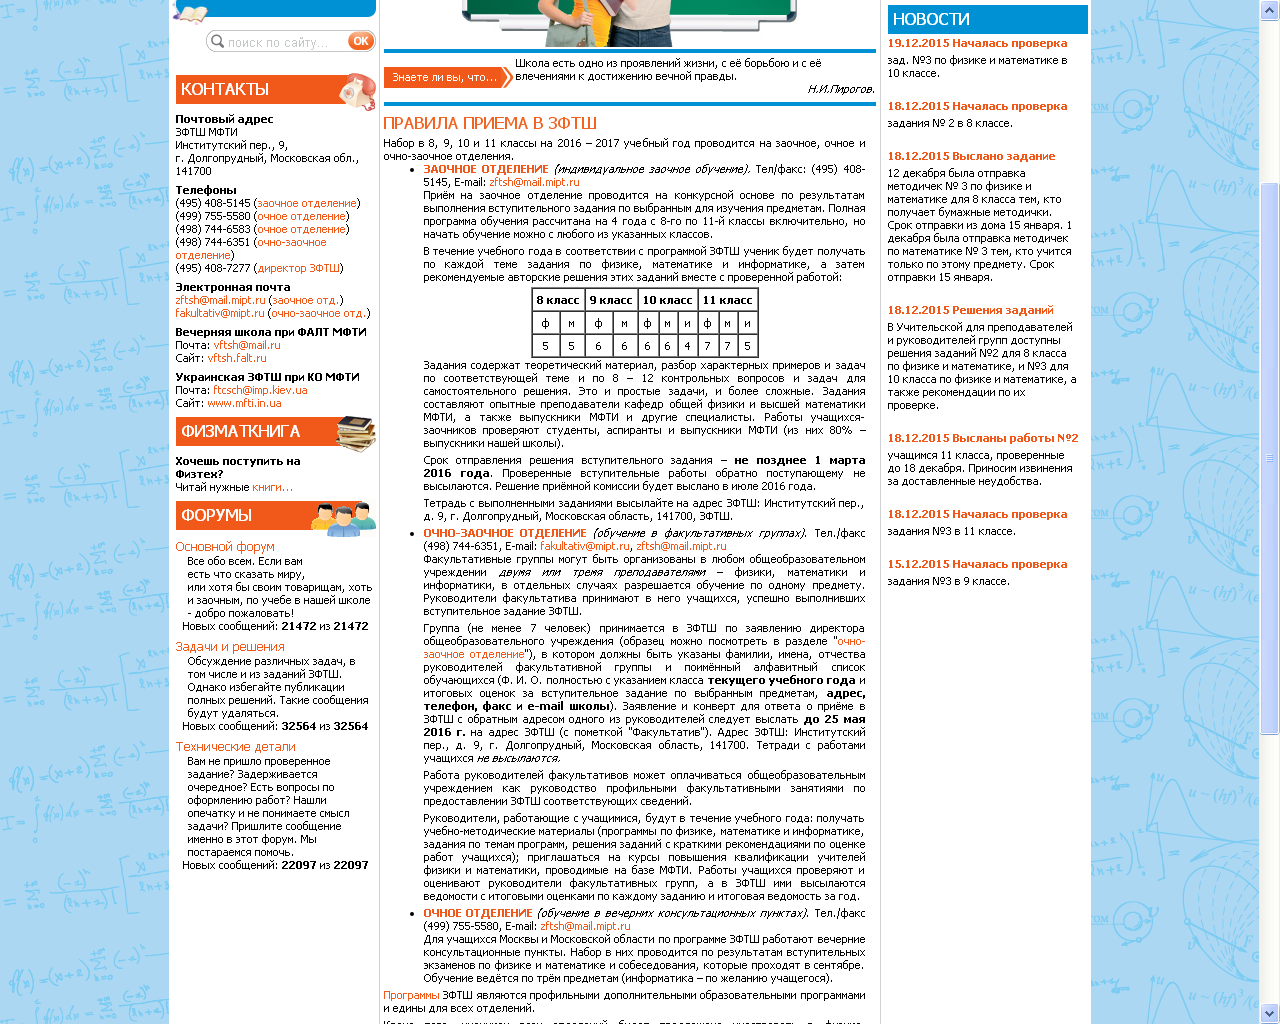 поиск по сайту...
OK
КОНТАКТЫ
Почтовый адрес
ЗФТШ МФТИ
Институтский пер., 9,
г. Долгопрудный, Московская обл.,
141700
Телефоны
(495) 408-5145 (заочное отделение)
(499) 755-5580 (очное отделение)
(498) 744-6583 (очное отделение)
(498) 744-6351 (очно-заочное
отделение)
(495) 408-7277 (директор ЗФТШ)
Электронная почта
zftsh@mail.mipt.ru (заочное отд.)
fakultativ@mipt.ru (очно-заочное отд.)
Вечерняя школа при ФАЛТ МФТИ
Почта: vftsh@mail.ru
Сайт: vftsh.falt.ru
Украинская ЗФТШ при КО МФТИ
Почта: ftcsch@imp.kiev.ua
Сайт: www.mfti.in.ua
ФИЗМАТКНИГА
Хочешь поступить на
Физтех?
Читай нужные книги...
ФОРУМЫ
Основной форум
Все обо всем. Если вам
есть что сказать миру,
или хотя бы своим товарищам, хоть
и заочным, по учебе в нашей школе
- добро пожаловать!
Новых сообщений: 21472 из 21472
Задачи и решения
Обсуждение различных задач, в
том числе и из заданий ЗФТШ.
Однако избегайте публикации
полных решений. Такие сообщения
будут удаляться.
Новых сообщений: 32564 из 32564
Технические детали
Вам не пришло проверенное
задание? Задерживается
очередное? Есть вопросы по
оформлению работ? Нашли
опечатку и не понимаете смысл
задачи? Пришлите сообщение
именно в этот форум. Мы
постараемся помочь.
Новых сообщений: 22097 из 22097
Знаете ли вы, что...
Школа есть одно из проявлений жизни, с её борьбою и с её
влечениями к достижению вечной правды.
Н.И.Пирогов.
ПРАВИЛА ПРИЕМА В ЗФТШ
Набор в 8, 9, 10 и 11 классы на 2016 – 2017 учебный год проводится на заочное, очное и
очно-заочное отделения.
• ЗАОЧНОЕ ОТДЕЛЕНИЕ (индивидуальное заочное обучение). Тел/факс: (495) 408-
5145, E-mail: zftsh@mail.mipt.ru
Приём на заочное отделение проводится на конкурсной основе по результатам
выполнения вступительного задания по выбранным для изучения предметам. Полная
программа обучения рассчитана на 4 года с 8-го по 11-й классы включительно, но
начать обучение можно с любого из указанных классов.
В течение учебного года в соответствии с программой ЗФТШ ученик будет получать
по каждой теме задания по физике, математике и информатике, а затем
рекомендуемые авторские решения этих заданий вместе с проверенной работой:
8 класс 9 класс 10 класс 11 класс
ф м ф м ф м и ф м и
5 5 6 6 6 6 4 7 7 5
Задания содержат теоретический материал, разбор характерных примеров и задач
по соответствующей теме и по 8 – 12 контрольных вопросов и задач для
самостоятельного решения. Это и простые задачи, и более сложные. Задания
составляют опытные преподаватели кафедр общей физики и высшей математики
МФТИ, а также выпускники МФТИ и другие специалисты. Работы учащихся-
заочников проверяют студенты, аспиранты и выпускники МФТИ (из них 80% –
выпускники нашей школы).
Срок отправления решения вступительного задания – не позднее 1 марта
2016 года. Проверенные вступительные работы обратно поступающему не
высылаются. Решение приёмной комиссии будет выслано в июле 2016 года.
Тетрадь с выполненными заданиями высылайте на адрес ЗФТШ: Институтский пер.,
д. 9, г. Долгопрудный, Московская область, 141700, ЗФТШ.
• ОЧНО-ЗАОЧНОЕ ОТДЕЛЕНИЕ (обучение в факультативных группах). Тел./факс
(498) 744-6351, E-mail: fakultativ@mipt.ru, zftsh@mail.mipt.ru
Факультативные группы могут быть организованы в любом общеобразовательном
учреждении двумя или тремя преподавателями – физики, математики и
информатики, в отдельных случаях разрешается обучение по одному предмету.
Руководители факультатива принимают в него учащихся, успешно выполнивших
вступительное задание ЗФТШ.
Группа (не менее 7 человек) принимается в ЗФТШ по заявлению директора
общеобразовательного учреждения (образец можно посмотреть в разделе "очно-
заочное отделение"), в котором должны быть указаны фамилии, имена, отчества
руководителей факультативной группы и поимённый алфавитный список
обучающихся (Ф. И. О. полностью с указанием класса текущего учебного года и
итоговых оценок за вступительное задание по выбранным предметам, адрес,
телефон, факс и e-mail школы). Заявление и конверт для ответа о приёме в
ЗФТШ с обратным адресом одного из руководителей следует выслать до 25 мая
2016 г. на адрес ЗФТШ (с пометкой "Факультатив"). Адрес ЗФТШ: Институтский
пер., д. 9, г. Долгопрудный, Московская область, 141700. Тетради с работами
учащихся не высылаются.
Работа руководителей факультативов может оплачиваться общеобразовательным
учреждением как руководство профильными факультативными занятиями по
предоставлении ЗФТШ соответствующих сведений.
Руководители, работающие с учащимися, будут в течение учебного года: получать
учебно-методические материалы (программы по физике, математике и информатике,
задания по темам программ, решения заданий с краткими рекомендациями по оценке
работ учащихся); приглашаться на курсы повышения квалификации учителей
физики и математики, проводимые на базе МФТИ. Работы учащихся проверяют и
оценивают руководители факультативных групп, а в ЗФТШ ими высылаются
ведомости с итоговыми оценками по каждому заданию и итоговая ведомость за год.
• ОЧНОЕ ОТДЕЛЕНИЕ (обучение в вечерних консультационных пунктах). Тел./факс
(499) 755-5580, E-mail: zftsh@mail.mipt.ru
Для учащихся Москвы и Московской области по программе ЗФТШ работают вечерние
консультационные пункты. Набор в них проводится по результатам вступительных
экзаменов по физике и математике и собеседования, которые проходят в сентябре.
Обучение ведётся по трём предметам (информатика – по желанию учащегося).
Программы ЗФТШ являются профильными дополнительными образовательными программами
и едины для всех отделений.
НОВОСТИ
19.12.2015 Началась проверка
зад. №3 по физике и математике в
10 классе.
18.12.2015 Началась проверка
задания № 2 в 8 классе.
18.12.2015 Выслано задание
12 декабря была отправка
методичек № 3 по физике и
математике для 8 класса тем, кто
получает бумажные методички.
Срок отправки из дома 15 января. 1
декабря была отправка методичек
по математике № 3 тем, кто учится
только по этому предмету. Срок
отправки 15 января.
18.12.2015 Решения заданий
В Учительской для преподавателей
и руководителей групп доступны
решения заданий №2 для 8 класса
по физике и математике, и №3 для
10 класса по физике и математике, а
также рекомендации по их
проверке.
18.12.2015 Высланы работы №2
учащимся 11 класса, проверенные
до 18 декабря. Приносим извинения
за доставленные неудобства.
18.12.2015 Началась проверка
задания №3 в 11 классе.
15.12.2015 Началась проверка
задания №3 в 9 классе.